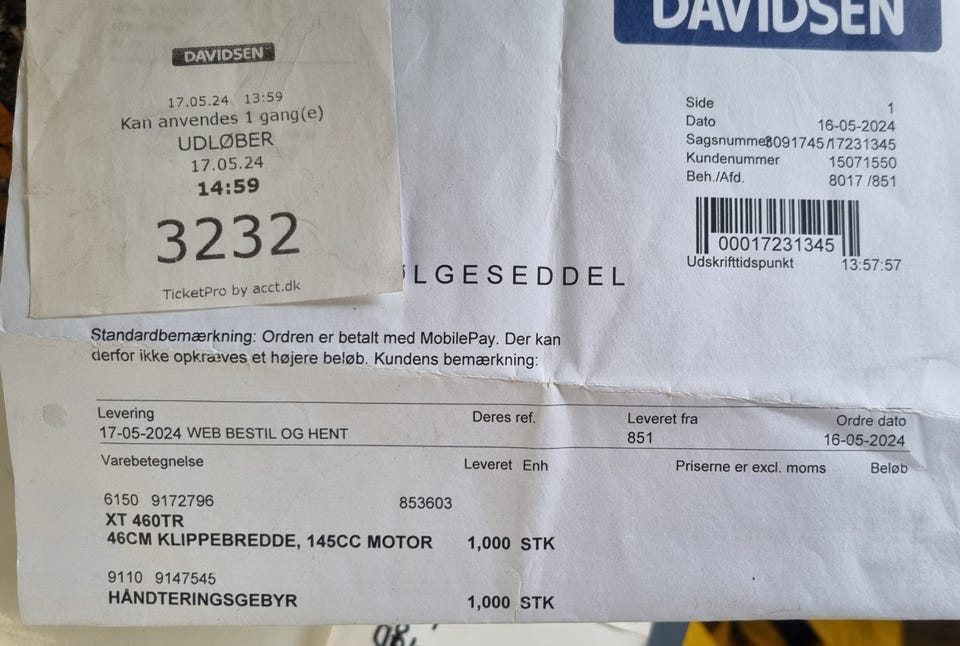 DAVIDSEN
17.05.24 13:59
Kan anvendes 1 gang(e)
UDLØBER
17.05.24
14:59
3232
TicketPro by acct.dk
DAVIDSEN
Side 1
Dato 16-05-2024
Sagsnummer 8091745/17231345
Kundenummer 15071550
Beh./Afd. 8017 /851
00017231345
Udskrifttidspunkt 13:57:57
LGESEDDEL
Standardbemærkning: Ordren er betalt med MobilePay. Der kan
derfor ikke opkræves et højere beløb. Kundens bemærkning:
Levering Deres ref. Leveret fra Ordre dato
17-05-2024 WEB BESTIL OG HENT 851 16-05-2024
Varebetegnelse Leveret Enh Priserne er excl. moms Beløb
6150 9172796 853603
XT 460TR
46CM KLIPPEBREDDE, 145CC MOTOR 1,000 STK
9110 9147545
HÅNDTERINGSGEBYR 1,000 STK